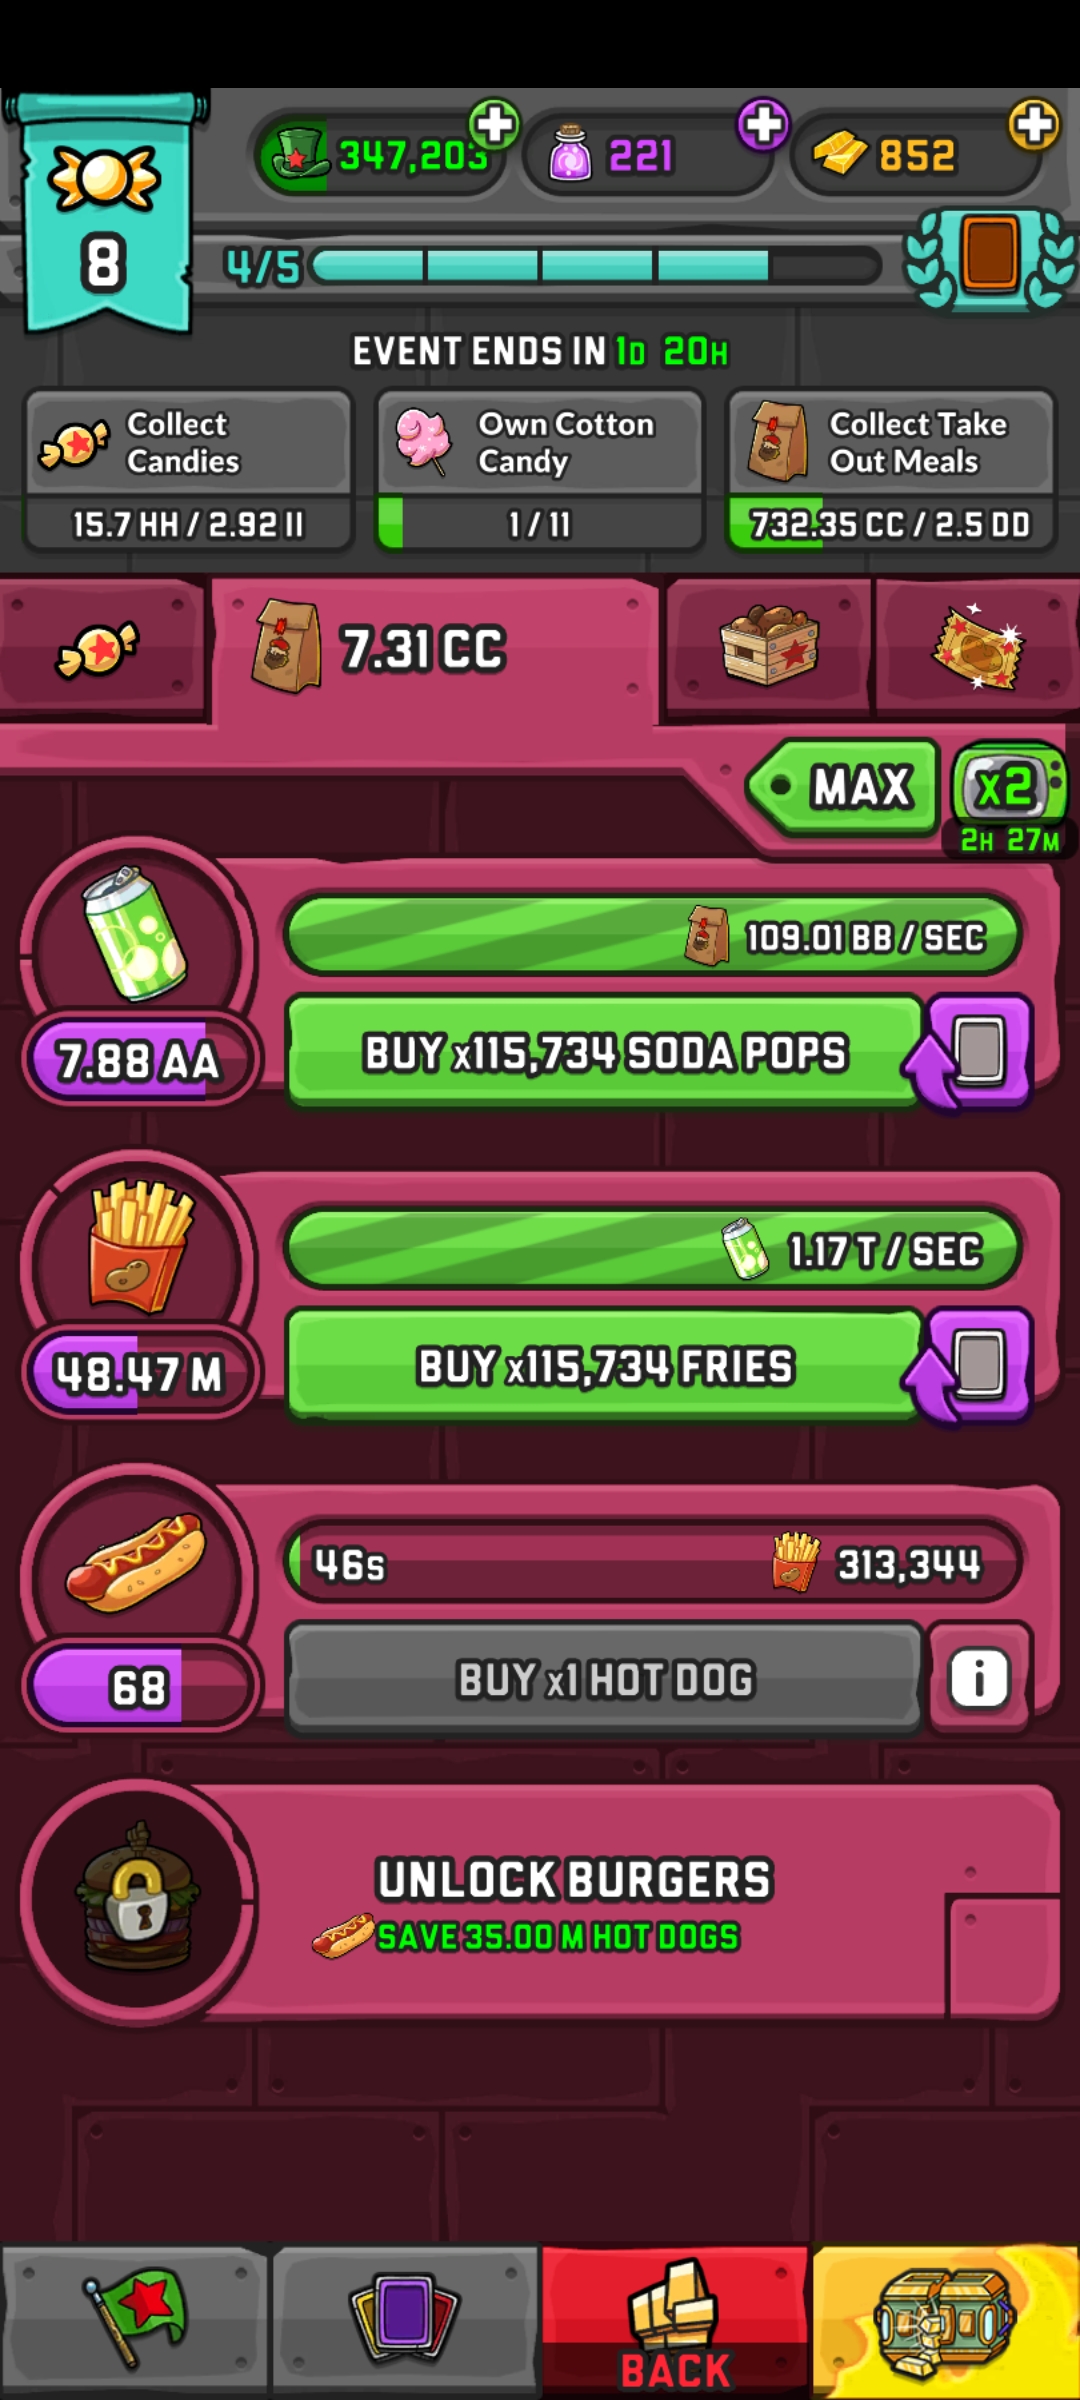 347,203
221
852
8
4/5
EVENT ENDS IN 1D 20H
Collect
Candies
15.7 HH / 2.92 II
Own Cotton
Candy
1 / 11
Collect Take
Out Meals
732.35 CC / 2.5 DD
7.31 CC
MAX
x2
2H 27M
109.01 BB / SEC
7.88 AA
BUY x115,734 SODA POPS
1.17 T / SEC
48.47 M
BUY x115,734 FRIES
46s
313,344
68
BUY x1 HOT DOG
i
UNLOCK BURGERS
SAVE 35.00 M HOT DOGS
BACK